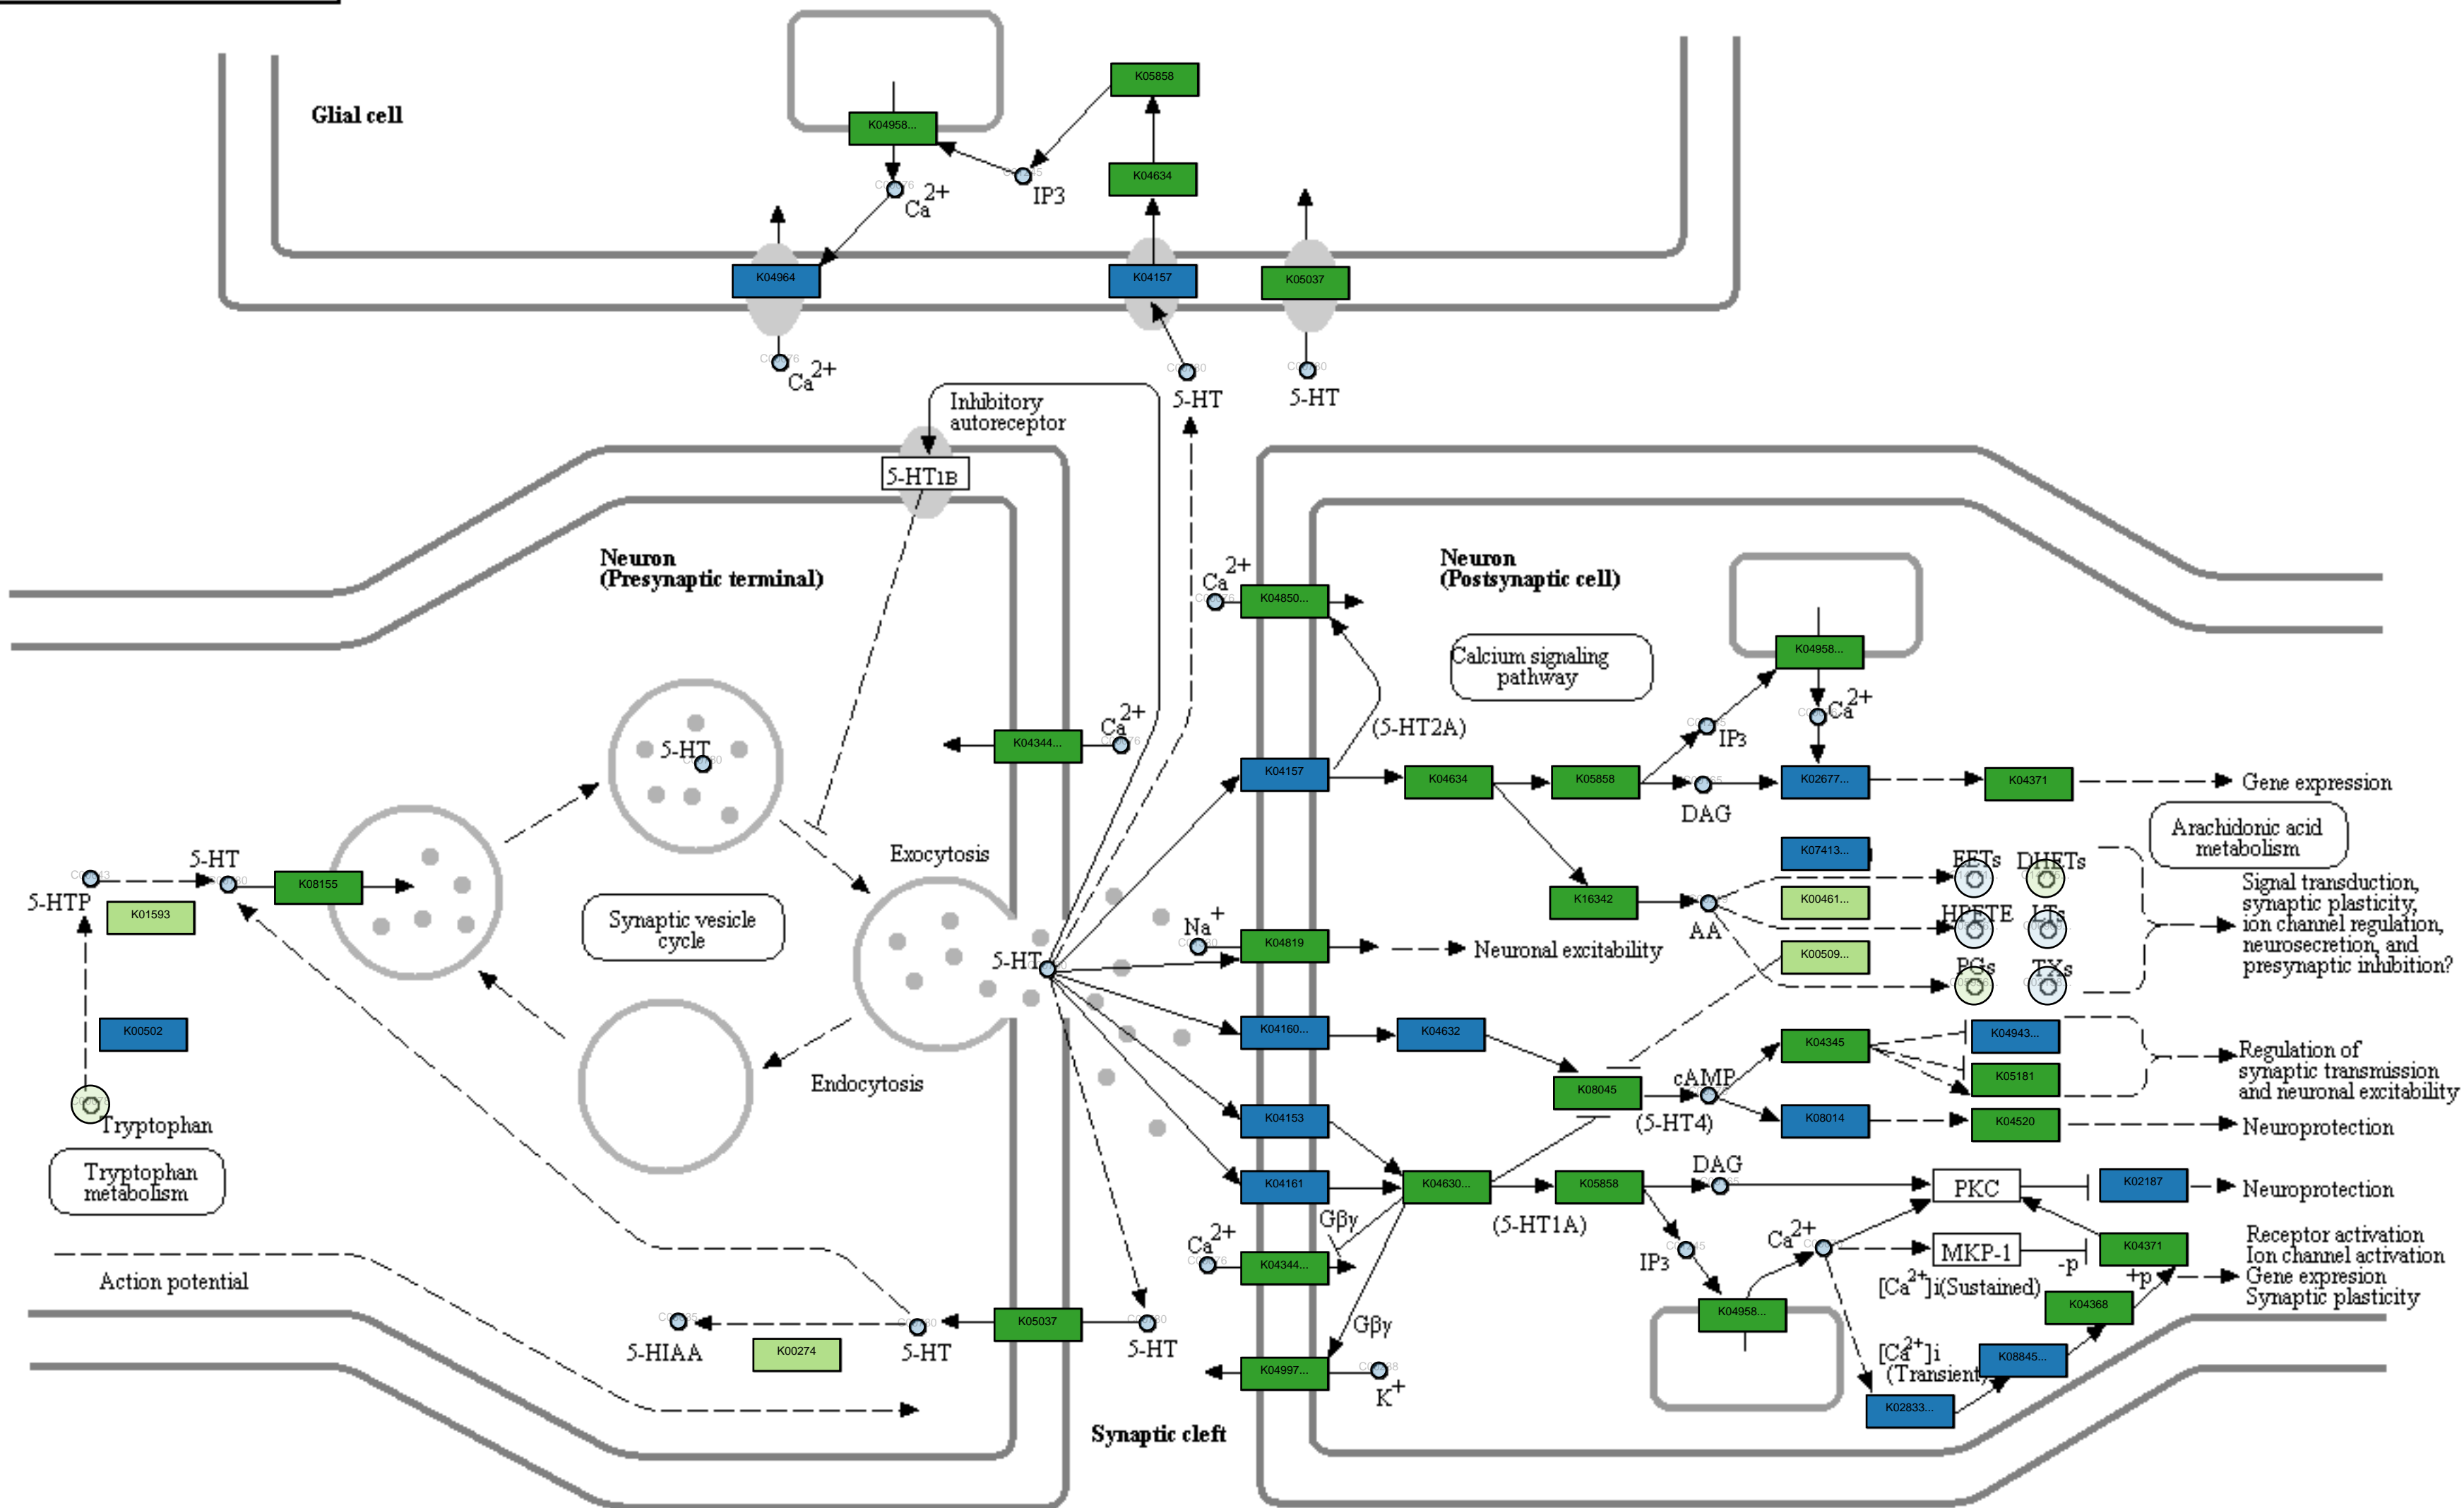 K05858
Glial cell
K04958...
K04634
IP3
Ca2+
K04964
K04157
K05037
Ca2+
5-HT
5-HT
Inhibitory
autoreceptor
5-HT1B
Neuron
(Presynaptic terminal)
Neuron
(Postsynaptic cell)
Ca2+
K04850...
Calcium signaling
pathway
K04958...
Ca2+
(5-HT2A)
IP3
5-HT
K04344...
Ca2+
K04157
K04634
K05858
DAG
K02677...
K04371
Gene expression
Arachidonic acid
metabolism
K07413...
EETs
DHETs
Exocytosis
5-HT
5-HTP
K08155
K01593
Synaptic vesicle
cycle
K16342
AA
K00461...
HPETE
LTs
K00509...
PGs
TXs
Signal transduction,
synaptic plasticity,
ion channel regulation,
neurosecretion, and
presynaptic inhibition?
Na+
K04819
Neuronal excitability
5-HT
K00502
K04160...
K04632
K04345
K04943...
K05181
Regulation of
synaptic transmission
and neuronal excitability
Endocytosis
K08045
cAMP
(5-HT4)
K08014
K04520
Neuroprotection
Tryptophan
Tryptophan
metabolism
K04153
K04161
K04630...
K05858
DAG
PKC
K02187
Neuroprotection
(5-HT1A)
Gβγ
Ca2+
K04344...
IP3
Ca2+
MKP-1
-p
K04371
Receptor activation
Ion channel activation
Gene expresion
Synaptic plasticity
[Ca2+]i(Sustained)
+p
K04368
Action potential
K04958...
5-HIAA
K00274
5-HT
K05037
5-HT
Gβγ
K04997...
K+
[Ca2+]i
(Transient)
K08845...
K02833...
Synaptic cleft